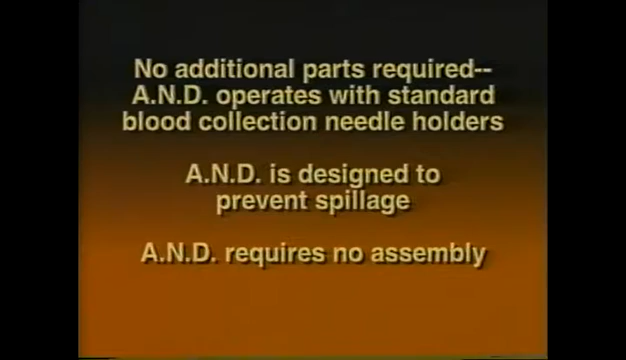 No additional parts required--
A.N.D. operates with standard
blood collection needle holders
A.N.D. is designed to
prevent spillage
A.N.D. requires no assembly